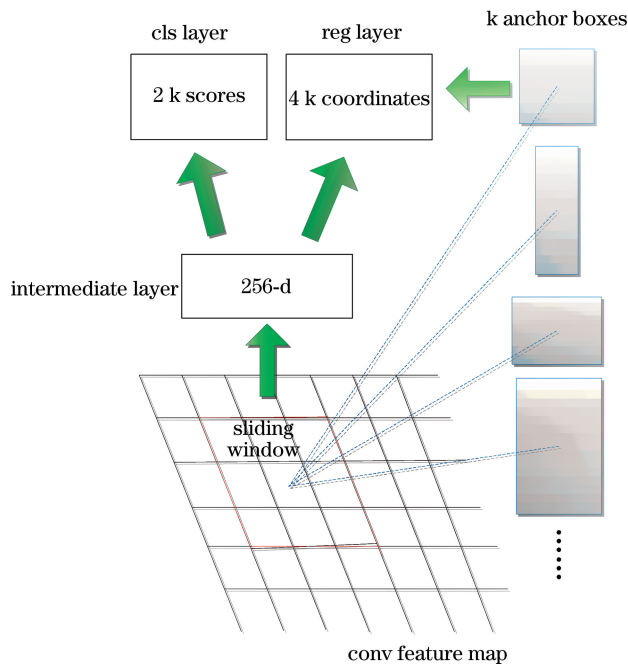 cls layer
reg layer
k anchor boxes
2 k scores
4 k coordinates
intermediate layer
256-d
sliding
window
conv feature map